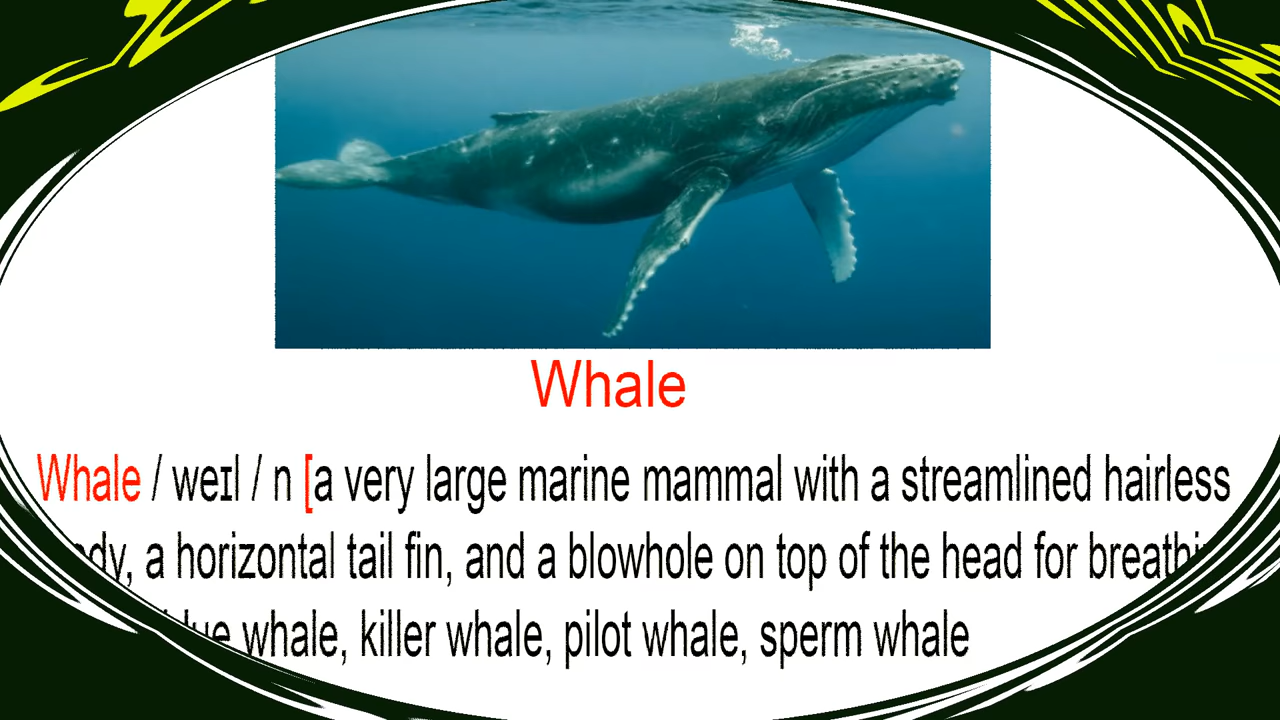 Whale
Whale / weɪl / n [a very large marine mammal with a streamlined hairless
a horizontal tail fin, and a blowhole on top of the head for
whale, killer whale, pilot whale, sperm whale